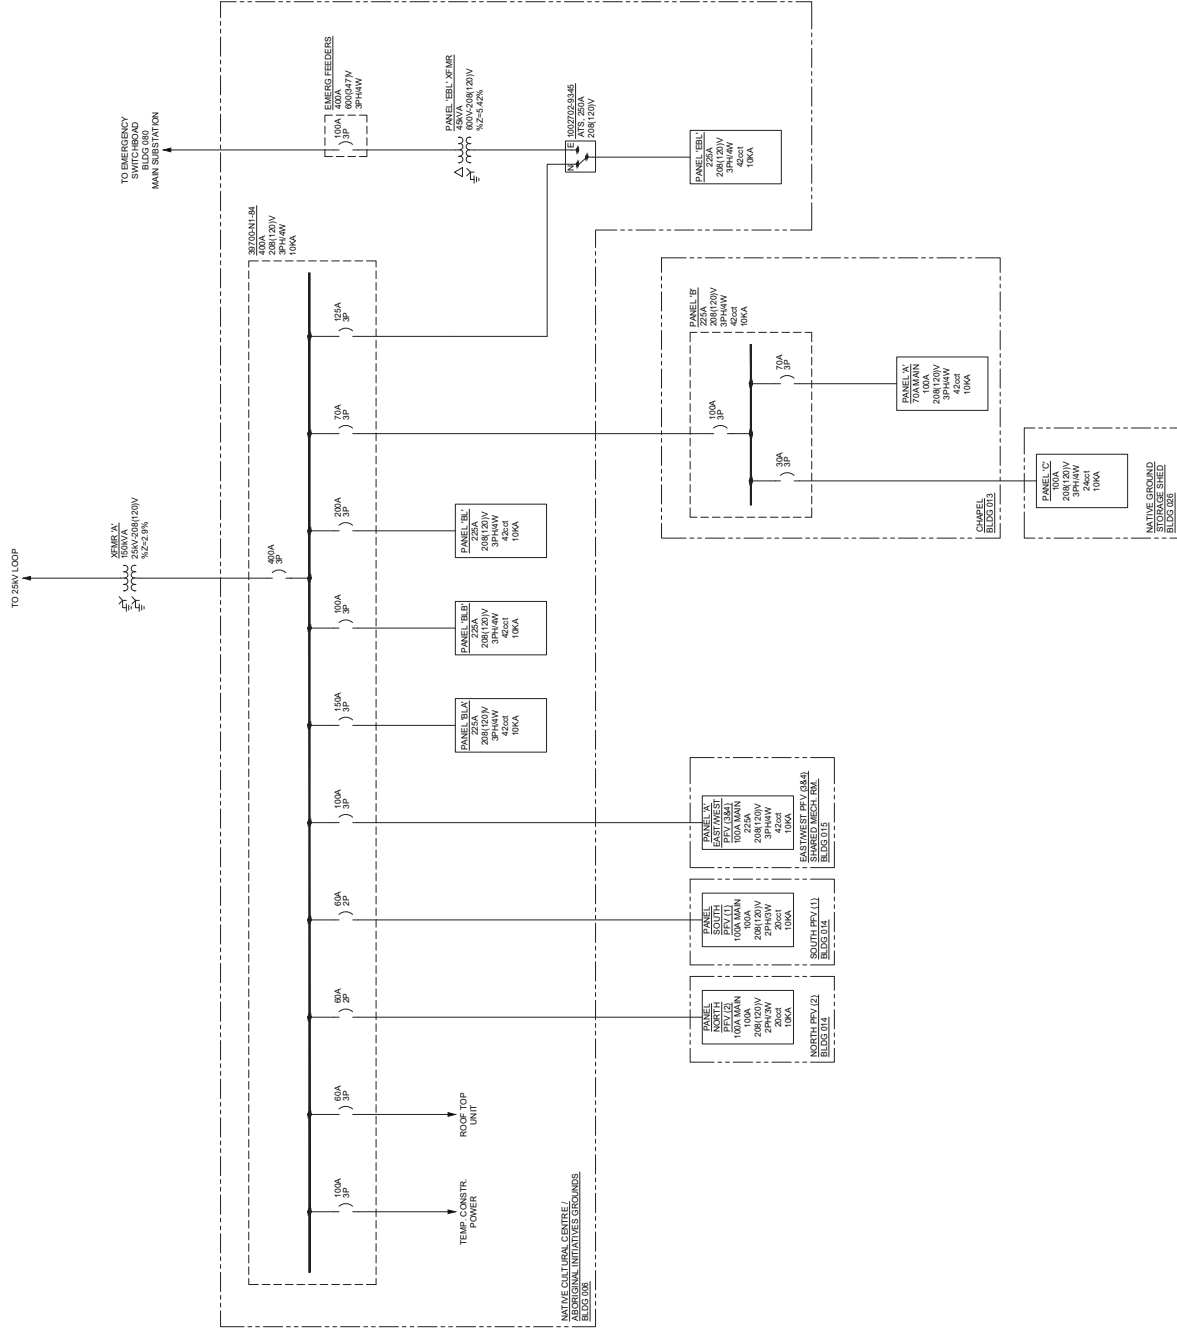 TO 25kV LOOP
XFMR 'A'
150kVA
25kV-208(120)V
%Z=2.9%
TO EMERGENCY
SWITCHBOAD
BLDG 080
MAIN SUBSTATION
EMERG FEEDERS
400A
600(347)V
3PH/4W
100A
3P
PANEL 'EBL' XFMR
45kVA
600V-208(120)V
%Z=5.42%
1002702-9345
ATS, 250A
208(120)V
N E
PANEL 'EBL'
225A
208(120)V
3PH/4W
42cct
10KA
39700-N1-84
400A
208(120)V
3PH/4W
10KA
400A
3P
100A
3P
60A
3P
60A
2P
60A
2P
100A
3P
150A
3P
100A
3P
200A
3P
70A
3P
125A
3P
TEMP. CONSTR.
POWER
ROOF TOP
UNIT
PANEL 'BLA'
225A
208(120)V
3PH/4W
42cct
10KA
PANEL 'BLB'
225A
208(120)V
3PH/4W
42cct
10KA
PANEL 'BL'
225A
208(120)V
3PH/4W
42cct
10KA
NATIVE CULTURAL CENTRE /
ABORIGINAL INITIATIVES GROUNDS
BLDG 006
PANEL
NORTH
PFV (2)
100A MAIN
100A
208(120)V
2PH/3W
20cct
10KA
NORTH PFV (2)
BLDG 014
PANEL
SOUTH
PFV (1)
100A MAIN
100A
208(120)V
2PH/3W
20cct
10KA
SOUTH PFV (1)
BLDG 014
PANEL 'A'
EAST/WEST
PFV (3&4)
100A MAIN
225A
208(120)V
3PH/4W
42cct
10KA
EAST/WEST PFV (3&4)
SHARED MECH. RM.
BLDG 015
PANEL 'B'
225A
208(120)V
3PH/4W
42cct
10KA
100A
3P
30A
3P
70A
3P
PANEL 'A'
70A MAIN
100A
208(120)V
3PH/4W
42cct
10KA
CHAPEL
BLDG 013
PANEL 'C'
100A
208(120)V
3PH/4W
24cct
10KA
NATIVE GROUND
STORAGE SHED
BLDG 026